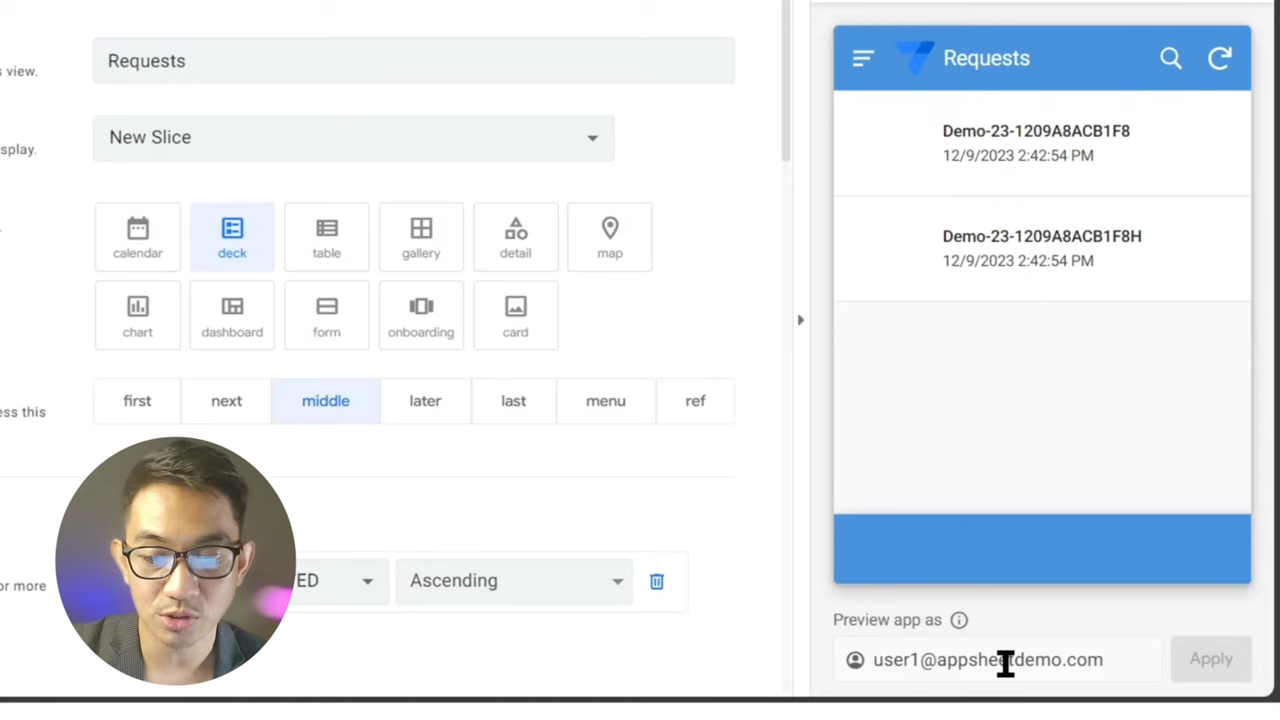 s view.
Requests
splay.
New Slice
calendar
deck
table
gallery
detail
map
chart
dashboard
form
onboarding
card
ess this
first
next
middle
later
last
menu
ref
or more
ED
Ascending
Requests
Demo-23-1209A8ACB1F8
12/9/2023 2:42:54 PM
Demo-23-1209A8ACB1F8H
12/9/2023 2:42:54 PM
Preview app as
user1@appsheetdemo.com
Apply